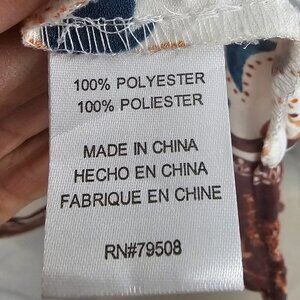 100% POLYESTER
100% POLIESTER
MADE IN CHINA
HECHO EN CHINA
FABRIQUE EN CHINE
RN#79508